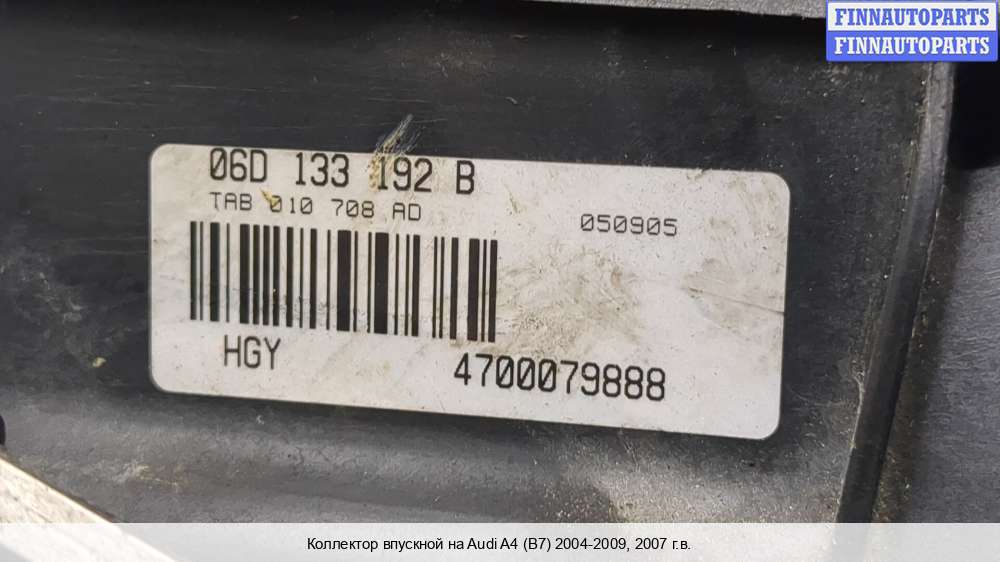 FINNAUTOPARTS
FINNAUTOPARTS
06D 133 192 B
TAB 010 708 AD
050905
HGY
4700079888
Коллектор впускной на Audi A4 (B7) 2004-2009, 2007 г.в.